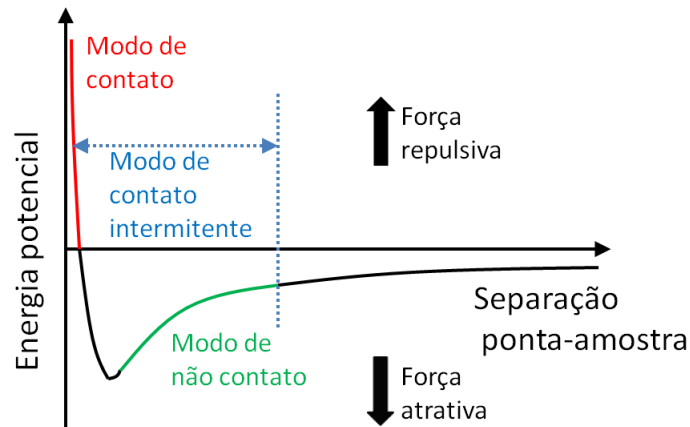 Modo de
contato
Energia potencial
Modo de
contato
intermitente
Força
repulsiva
Separação
ponta-amostra
Modo de
não contato
Força
atrativa